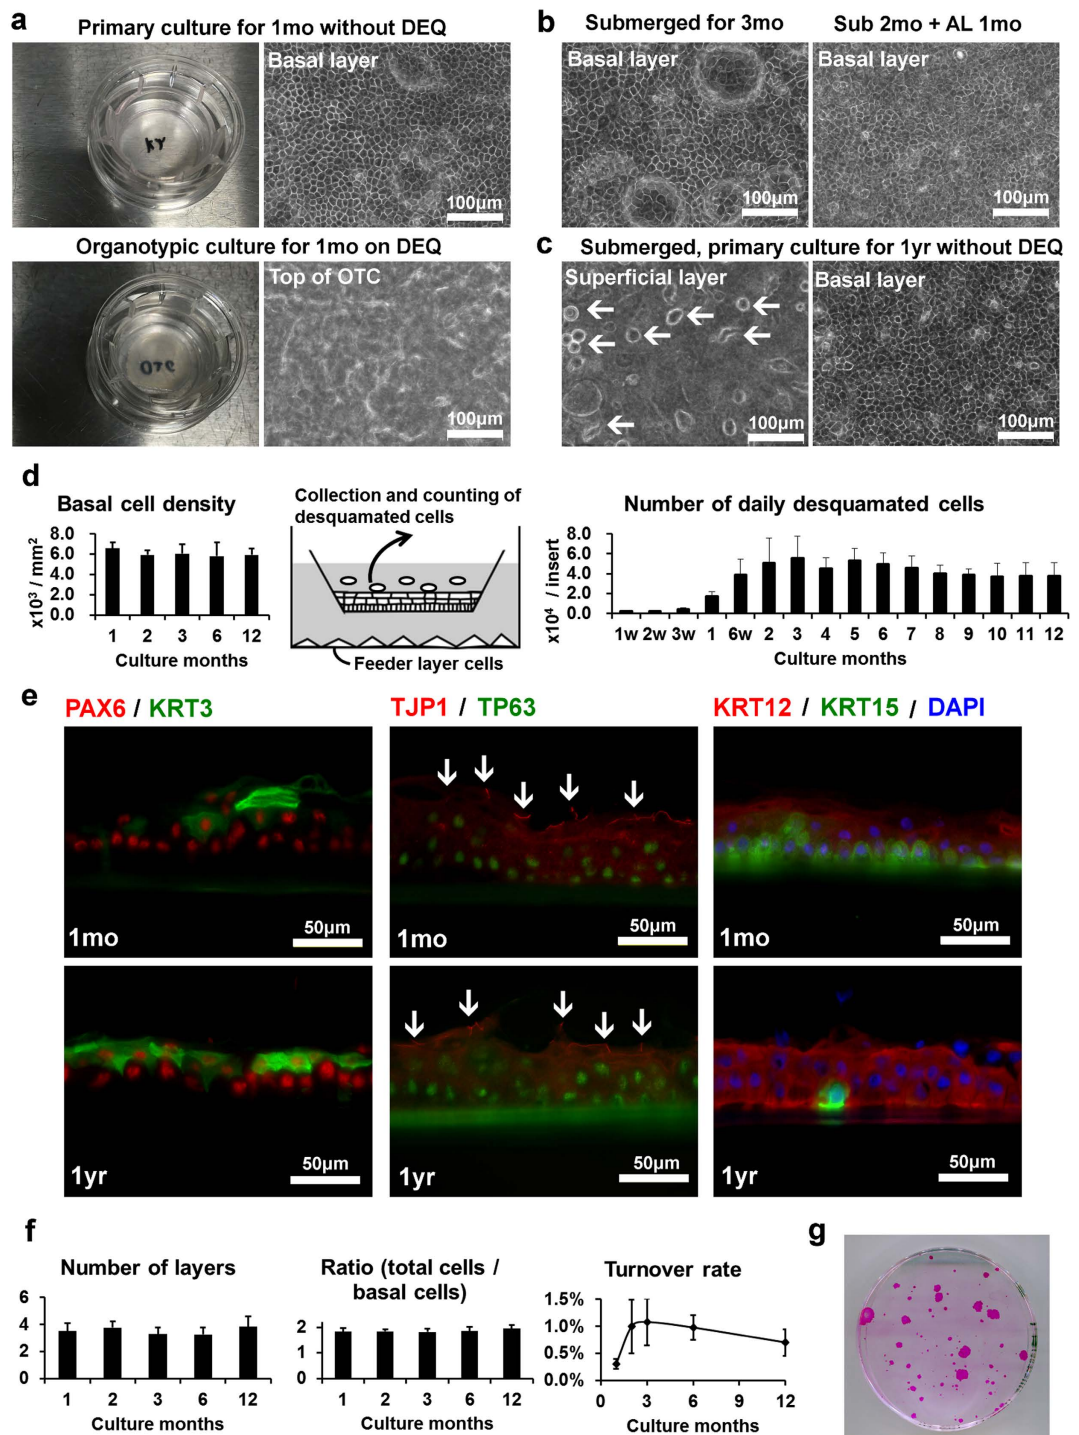 a
Primary culture for 1mo without DEQ
KY
Basal layer
100µm
Organotypic culture for 1mo on DEQ
OTC
Top of OTC
100µm
b
Submerged for 3mo
Sub 2mo + AL 1mo
Basal layer
100µm
Basal layer
100µm
c
Submerged, primary culture for 1yr without DEQ
Superficial layer
100µm
Basal layer
100µm
d
Basal cell density
x10³ / mm²
8.0
6.0
4.0
2.0
0.0
1 2 3 6 12
Culture months
Collection and counting of
desquamated cells
Feeder layer cells
Number of daily desquamated cells
x10⁴ / insert
8.0
6.0
4.0
2.0
0.0
1w 2w 3w 1 6w 2 3 4 5 6 7 8 9 10 11 12
Culture months
e
PAX6 / KRT3
TJP1 / TP63
KRT12 / KRT15 / DAPI
50µm
1mo
50µm
1mo
50µm
1mo
50µm
1yr
50µm
1yr
50µm
1yr
f
Number of layers
6
4
2
0
1 2 3 6 12
Culture months
Ratio (total cells /
basal cells)
2
1
0
1 2 3 6 12
Culture months
Turnover rate
1.5%
1.0%
0.5%
0.0%
0 3 6 9 12
Culture months
g